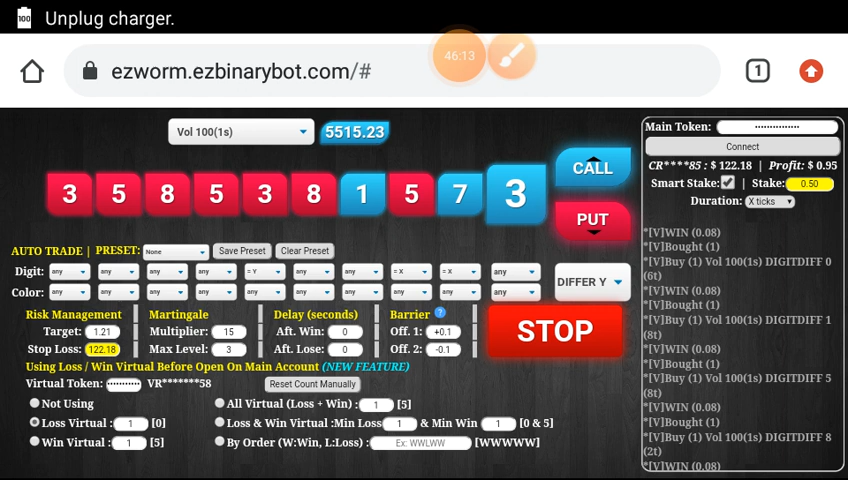 100 Unplug charger.
ezworm.ezbinarybot.com/#
46:13
1
Vol 100(1s)
5515.23
3 5 8 5 3 8 1 5 7 3
CALL
PUT
AUTO TRADE | PRESET: None Save Preset Clear Preset
Digit: any any any any = Y any any = X = X any
Color: any any any any any any any any any any
DIFFER Y
Risk Management Martingale Delay (seconds) Barrier ?
Target: 1.21 Multiplier: 15 Aft. Win: 0 Off. 1: +0.1
Stop Loss: 122.18 Max Level: 3 Aft. Lose: 0 Off. 2: -0.1
STOP
Using Loss / Win Virtual Before Open On Main Account (NEW FEATURE)
Virtual Token: VR*******58 Reset Count Manually
Not Using All Virtual (Loss + Win) : 1 [5]
Loss Virtual : 1 [0] Loss & Win Virtual :Min Loss 1 & Min Win 1 [0 & 5]
Win Virtual : 1 [5] By Order (W:Win, L:Loss) : Ex: WWLWW [WWWWW]
Main Token:
Connect
CR****85 : $ 122.18 | Profit: $ 0.95
Smart Stake: | Stake: 0.50
Duration: X ticks
*[V]WIN (0.08)
*[V]Bought (1)
*[V]Buy (1) Vol 100(1s) DIGITDIFF 0
(6t)
*[V]WIN (0.08)
*[V]Bought (1)
*[V]Buy (1) Vol 100(1s) DIGITDIFF 1
(8t)
*[V]WIN (0.08)
*[V]Bought (1)
*[V]Buy (1) Vol 100(1s) DIGITDIFF 5
(8t)
*[V]WIN (0.08)
*[V]Bought (1)
*[V]Buy (1) Vol 100(1s) DIGITDIFF 8
(2t)
*[V]WIN (0.08)